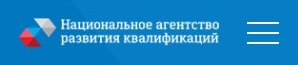 Национальное агентство
развития квалификаций